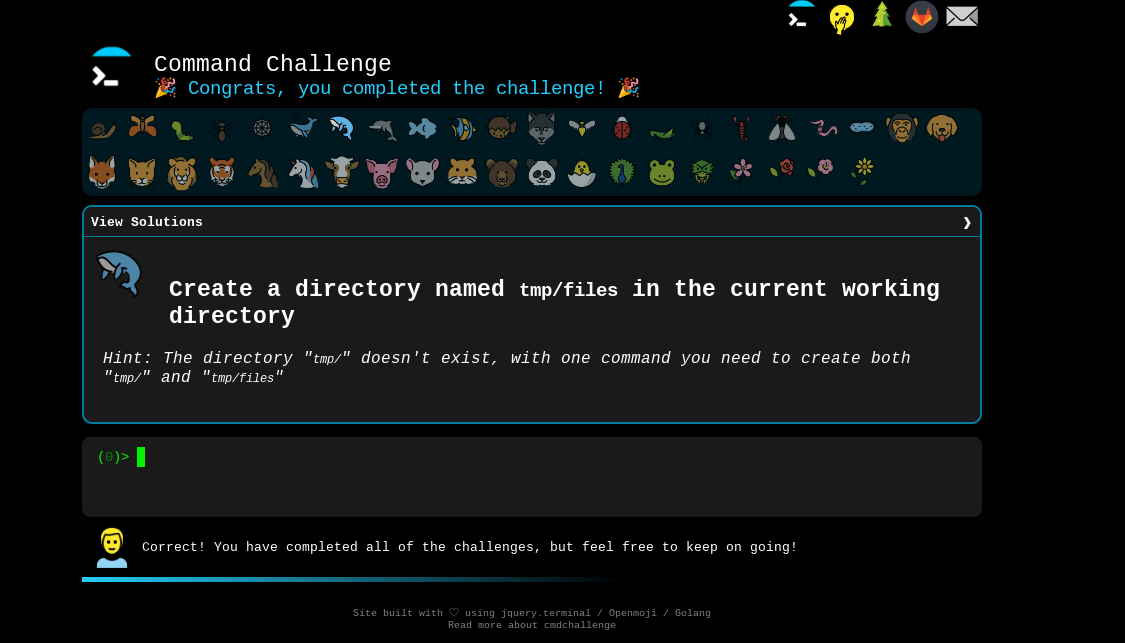 Command Challenge
🎉 Congrats, you completed the challenge! 🎉
View Solutions
Create a directory named tmp/files in the current working
directory
Hint: The directory "tmp/" doesn't exist, with one command you need to create both
"tmp/" and "tmp/files"
(0)>
Correct! You have completed all of the challenges, but feel free to keep on going!
Site built with ♡ using jquery.terminal / Openmoji / Golang
Read more about cmdchallenge